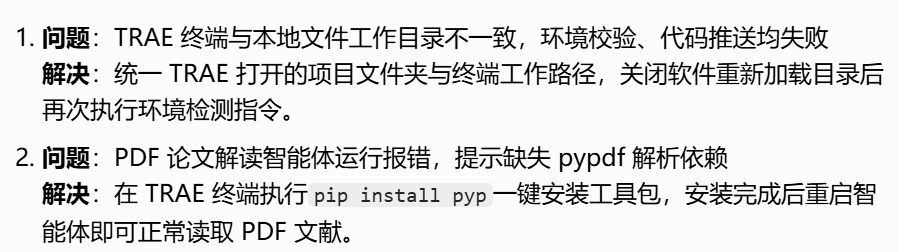 1. 问题：TRAE 终端与本地文件工作目录不一致，环境校验、代码推送均失败
解决：统一 TRAE 打开的项目文件夹与终端工作路径，关闭软件重新加载目录后
再次执行环境检测指令。
2. 问题：PDF 论文解读智能体运行报错，提示缺失 pypdf 解析依赖
解决：在 TRAE 终端执行pip install pyp一键安装工具包，安装完成后重启智
能体即可正常读取 PDF 文献。